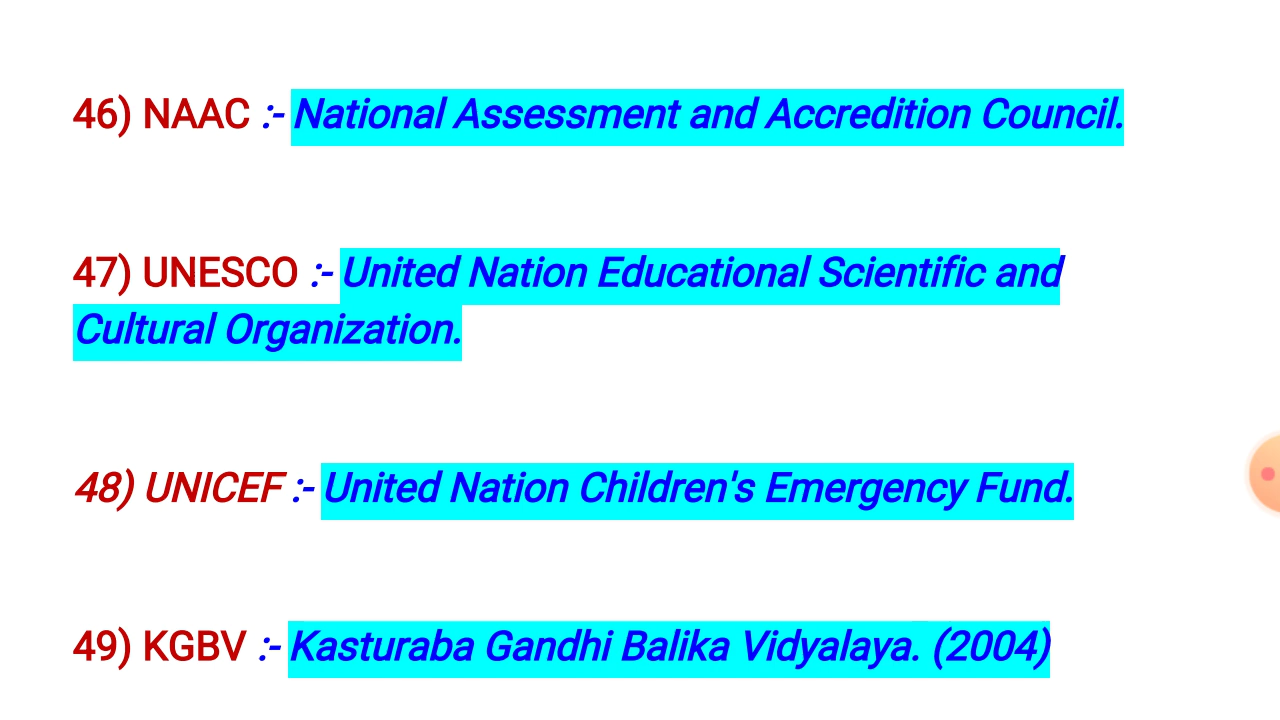 46) NAAC :- National Assessment and Accredition Council.
47) UNESCO :- United Nation Educational Scientific and
Cultural Organization.
48) UNICEF :- United Nation Children's Emergency Fund.
49) KGBV :- Kasturaba Gandhi Balika Vidyalaya. (2004)